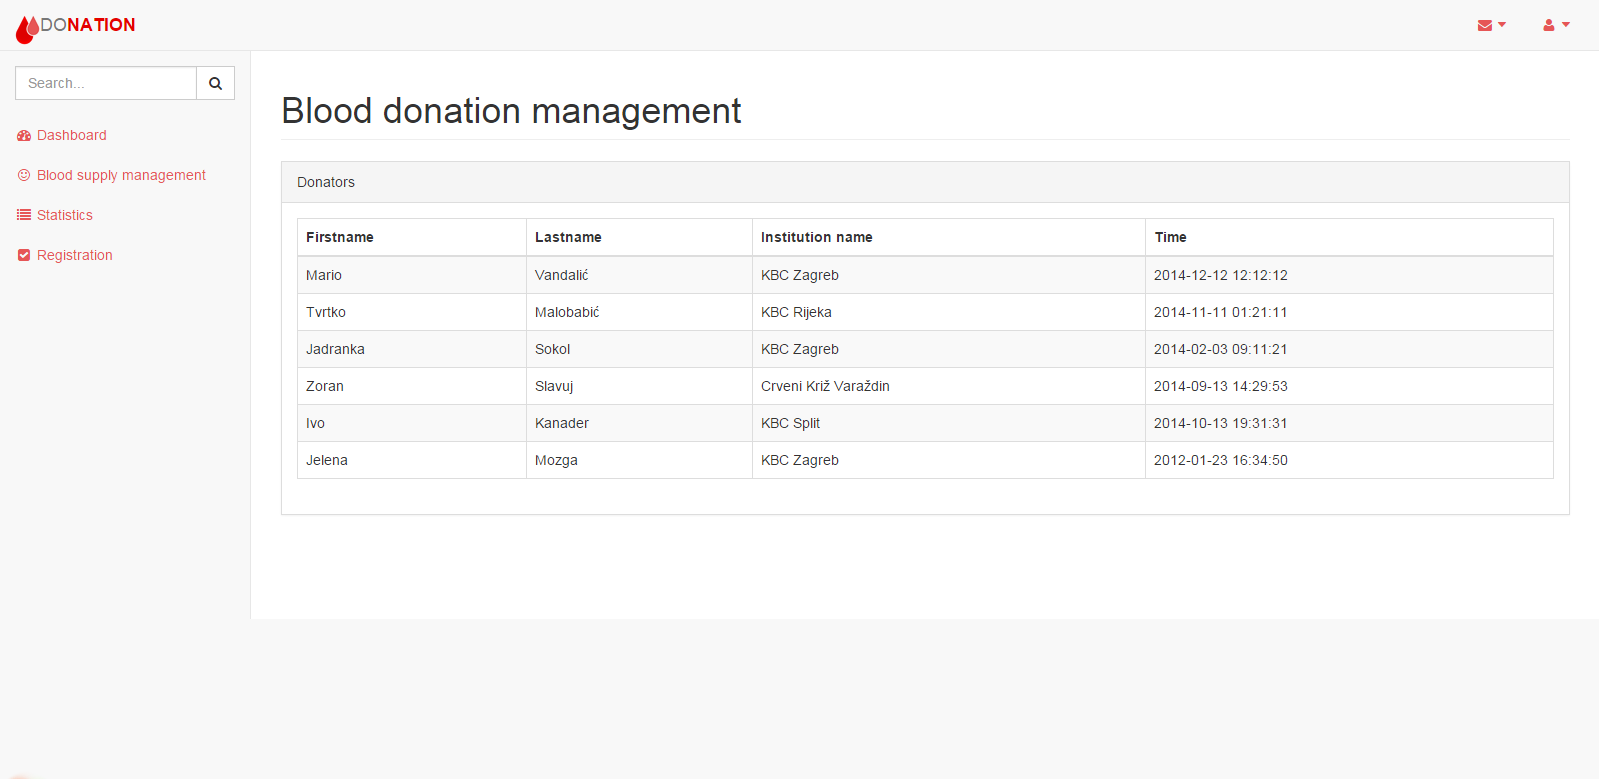 DONATION
Search...
Dashboard
Blood supply management
Statistics
Registration
Blood donation management
Donators
Firstname Lastname Institution name Time
Mario Vandalić KBC Zagreb 2014-12-12 12:12:12
Tvrtko Malobabić KBC Rijeka 2014-11-11 01:21:11
Jadranka Sokol KBC Zagreb 2014-02-03 09:11:21
Zoran Slavuj Crveni Križ Varaždin 2014-09-13 14:29:53
Ivo Kanader KBC Split 2014-10-13 19:31:31
Jelena Mozga KBC Zagreb 2012-01-23 16:34:50